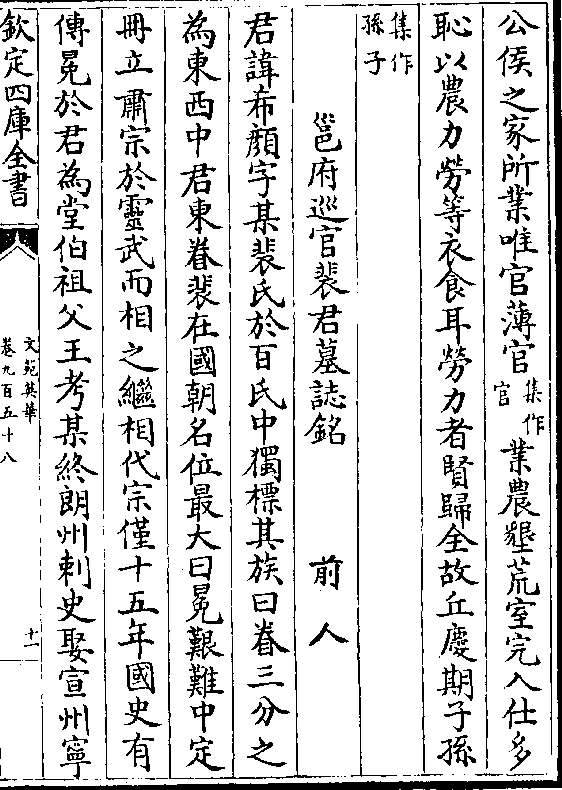 公侯之家所業唯官薄官集作官業農墾荒室完入仕多
恥以農力勞等衣食耳勞力者賢歸全故丘慶期子孫
集作孫子
邕府巡官裴君墓誌銘 前人
君諱希顔字某裴氏於百氏中獨標其族曰眷三分之
為東西中君東眷裴在國朝名位最大曰冕艱難中定
冊立肅宗於靈武而相之繼相代宗僅十五年國史有
傳冕於君為堂伯祖父王考某終朗州刺史娶宣州寧
欽定四庫全書
文苑英華
卷九百五十八
十一